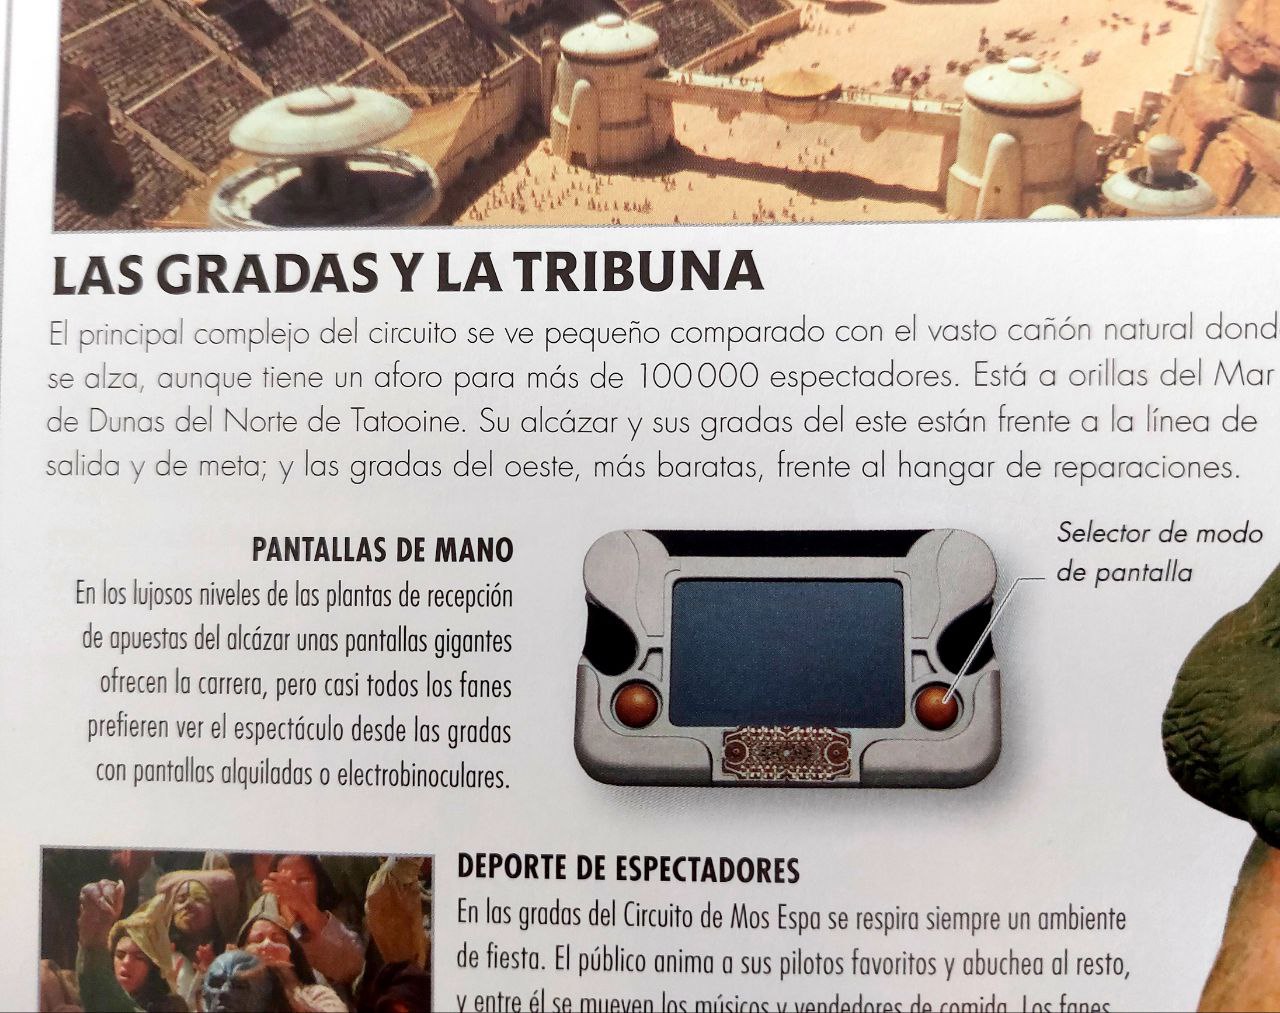 LAS GRADAS Y LA TRIBUNA
El principal complejo del circuito se ve pequeño comparado con el vasto cañón natural
se alza, aunque tiene un aforo para más de 100 000 espectadores. Está a orillas del Mar
de Dunas del Norte de Tatooine. Su alcázar y sus gradas del este están frente a la línea de
salida y de meta; y las gradas del oeste, más baratas, frente al hangar de reparaciones.
PANTALLAS DE MANO
En los lujosos niveles de las plantas de recepción
de apuestas del alcázar unas pantallas gigantes
ofrecen la carrera, pero casi todos los fanes
prefieren ver el espectáculo desde las gradas
con pantallas alquiladas o electrobinoculares.
Selector de modo
de pantalla
DEPORTE DE ESPECTADORES
En las gradas del Circuito de Mos Espa se respira siempre un ambiente
de fiesta. El público anima a sus pilotos favoritos y abuchea al resto,
y entre él se mueven los músicos y vendedores de comida. Los fanes